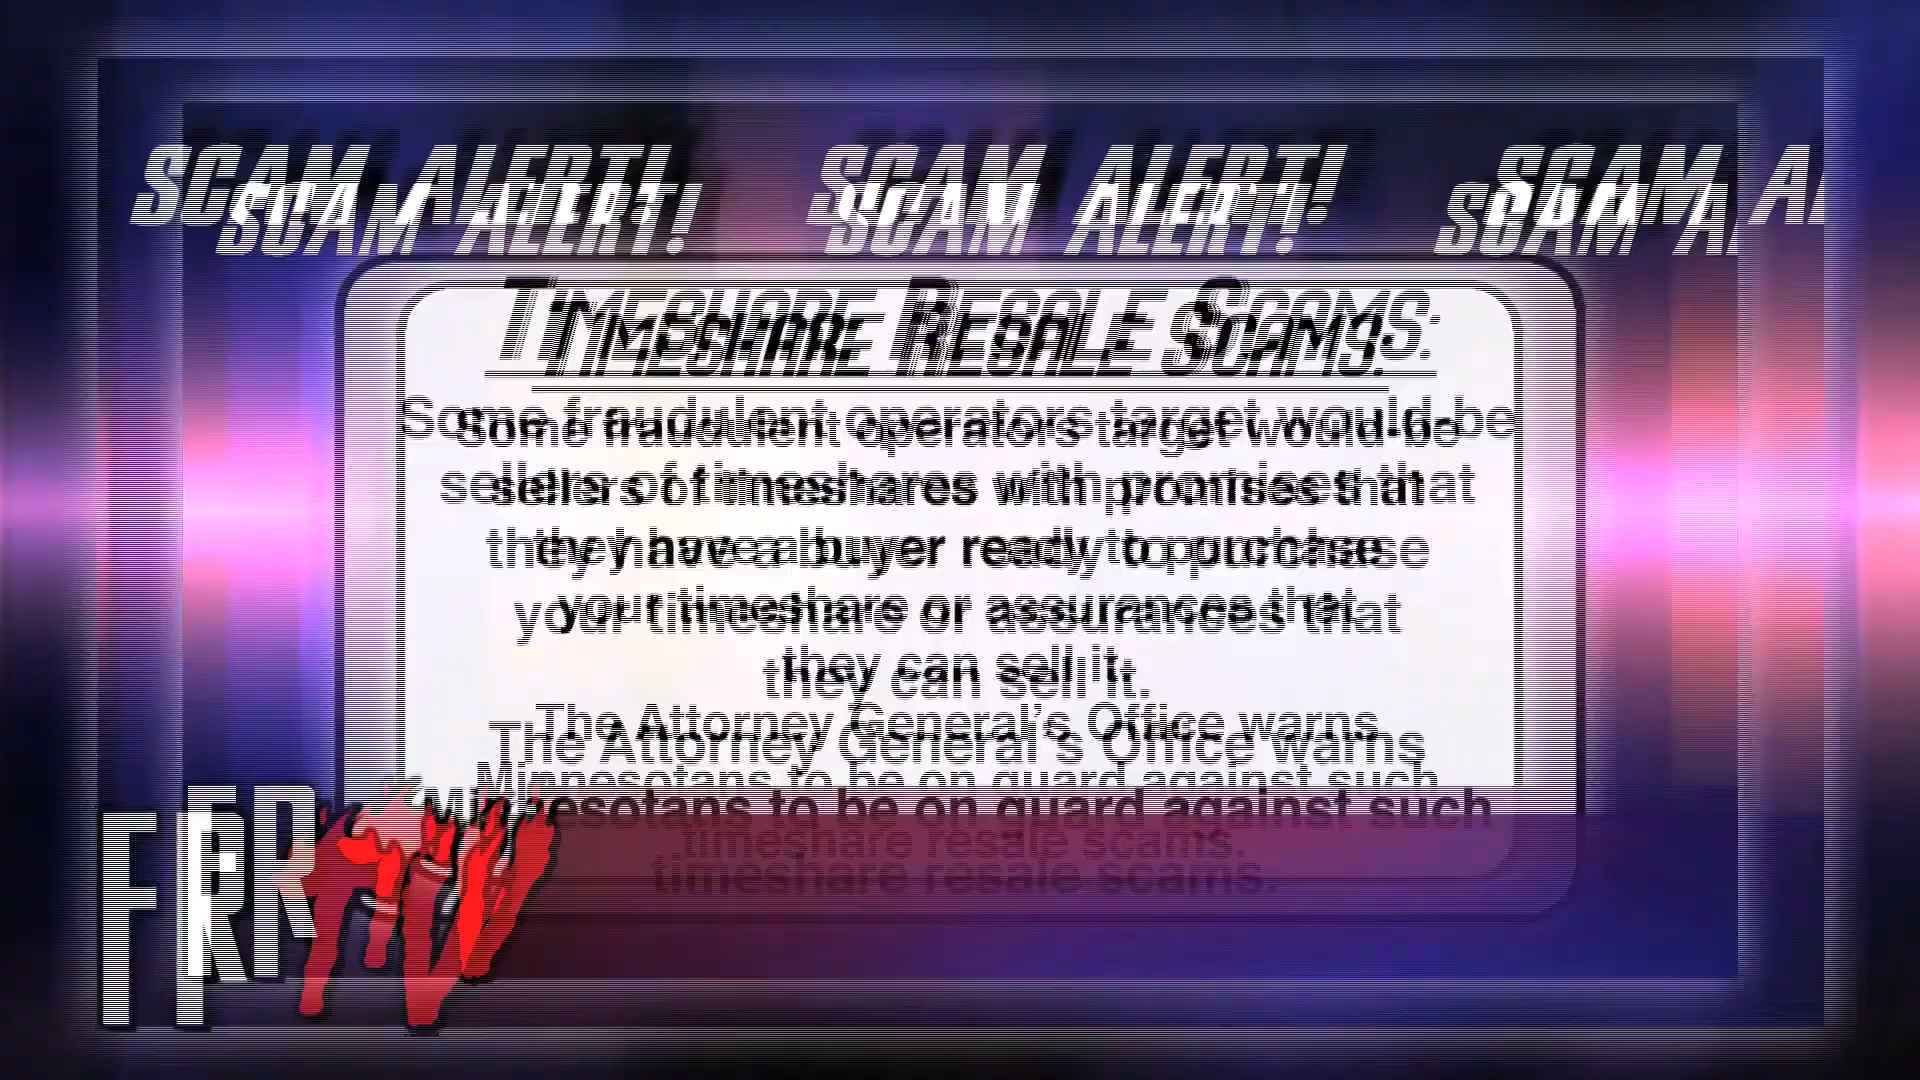 SCAM ALERT! SCAM ALERT! SCAM AL
TIMESHARE RESALE SCAMS:
Some fraudulent operators target would-be
sellers of timeshares with promises that
they have a buyer ready to purchase
your timeshare or assurances that
they can sell it.
The Attorney General's Office warns
Minnesotans to be on guard against such
timeshare resale scams.